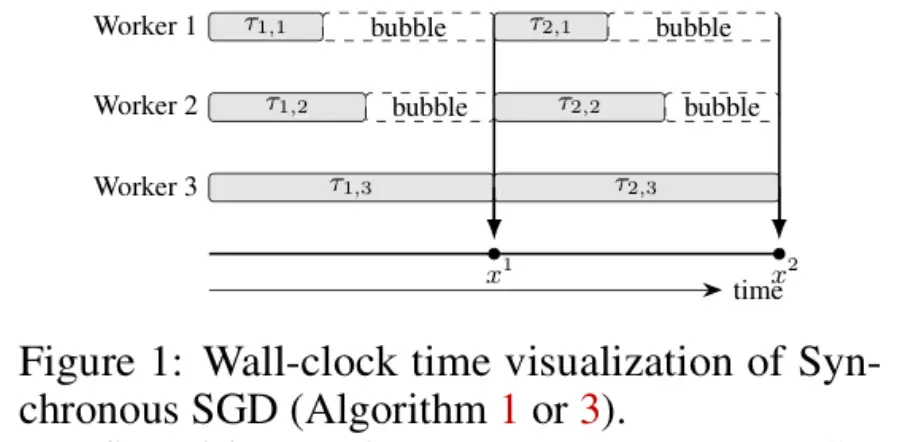 Worker 1 τ1,1 bubble τ2,1 bubble
Worker 2 τ1,2 bubble τ2,2 bubble
Worker 3 τ1,3 τ2,3
x¹ x²
time
Figure 1: Wall-clock time visualization of Syn-
chronous SGD (Algorithm 1 or 3).